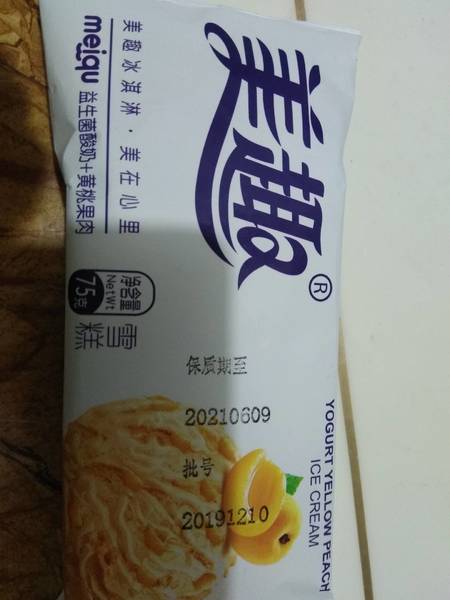 美趣®
美趣冰淇淋·美在心里
meiqu 益生菌酸奶+黄桃果肉
净含量
NetWt
75克
雪糕
YOGURT YELLOW PEACH
ICE CREAM
保质期至
20210609
批号
20191210